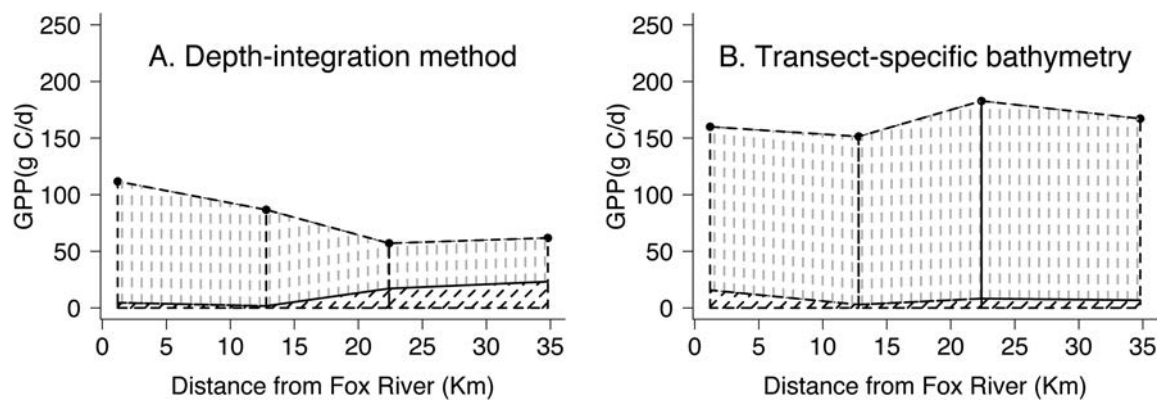 A. Depth-integration method
GPP(g C/d)
250
200
150
100
50
0
0 5 10 15 20 25 30 35
Distance from Fox River (Km)
B. Transect-specific bathymetry
GPP(g C/d)
250
200
150
100
50
0
0 5 10 15 20 25 30 35
Distance from Fox River (Km)